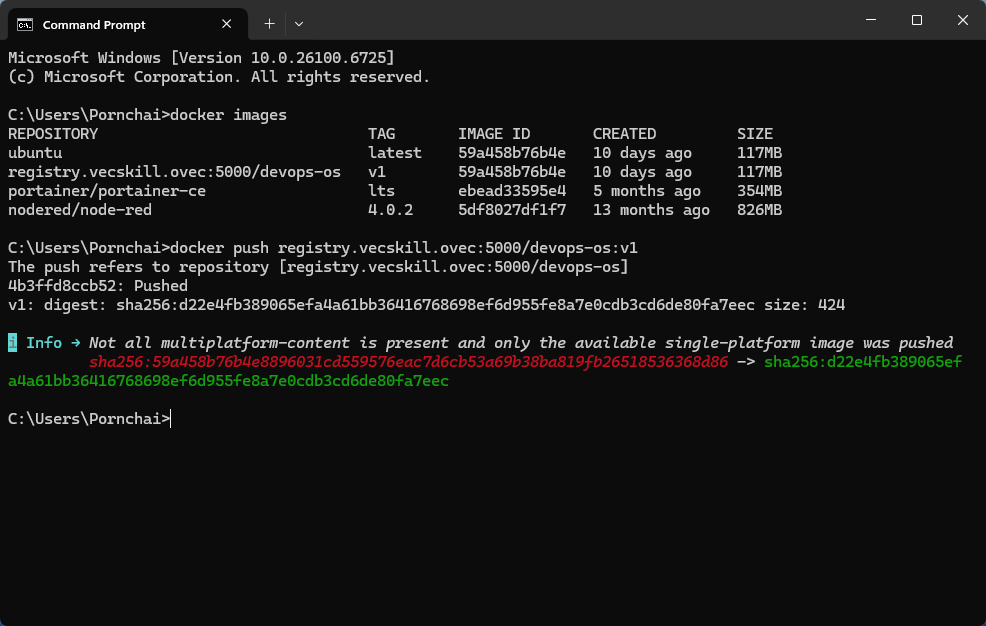 Command Prompt
Microsoft Windows [Version 10.0.26100.6725]
(c) Microsoft Corporation. All rights reserved.
C:\Users\Pornchai>docker images
REPOSITORY TAG IMAGE ID CREATED SIZE
ubuntu latest 59a458b76b4e 10 days ago 117MB
registry.vecskill.ovec:5000/devops-os v1 59a458b76b4e 10 days ago 117MB
portainer/portainer-ce lts ebead33595e4 5 months ago 354MB
nodered/node-red 4.0.2 5df8027df1f7 13 months ago 826MB
C:\Users\Pornchai>docker push registry.vecskill.ovec:5000/devops-os:v1
The push refers to repository [registry.vecskill.ovec:5000/devops-os]
4b3ffd8ccb52: Pushed
v1: digest: sha256:d22e4fb389065efa4a61bb36416768698ef6d955fe8a7e0cdb3cd6de80fa7eec size: 424
i Info → Not all multiplatform-content is present and only the available single-platform image was pushed
sha256:59a458b76b4e8896031cd559576eac7d6cb53a69b38ba819fb26518536368d86 -> sha256:d22e4fb389065ef
a4a61bb36416768698ef6d955fe8a7e0cdb3cd6de80fa7eec
C:\Users\Pornchai>